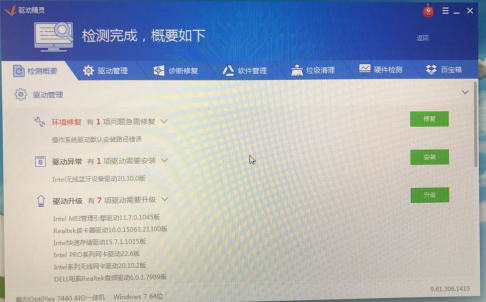 驱动精灵
检测完成，概要如下
返回
检测概要 驱动管理 诊断修复 软件管理 垃圾清理 硬件检测 百宝箱
驱动管理
环境修复 有 1 项问题急需修复 修复
操作系统驱动默认安装路径错误
驱动异常 有 1 项驱动需要安装 安装
Intel无线蓝牙设备驱动20.30.0版
驱动升级 有 7 项驱动需要升级 升级
Intel MEI管理引擎驱动11.7.0.1045版
Realtek读卡器驱动10.0.15063.21300版
Intel快速存储驱动15.7.1.1015版
Intel PRO系列网卡驱动22.6版
Intel系列无线网卡驱动20.10.2版
DELL电脑Realtek音频驱动6.0.1.7989版
戴尔OptiPlex 7440 AIO一体机 Windows 7 64位
9.61.306.1410